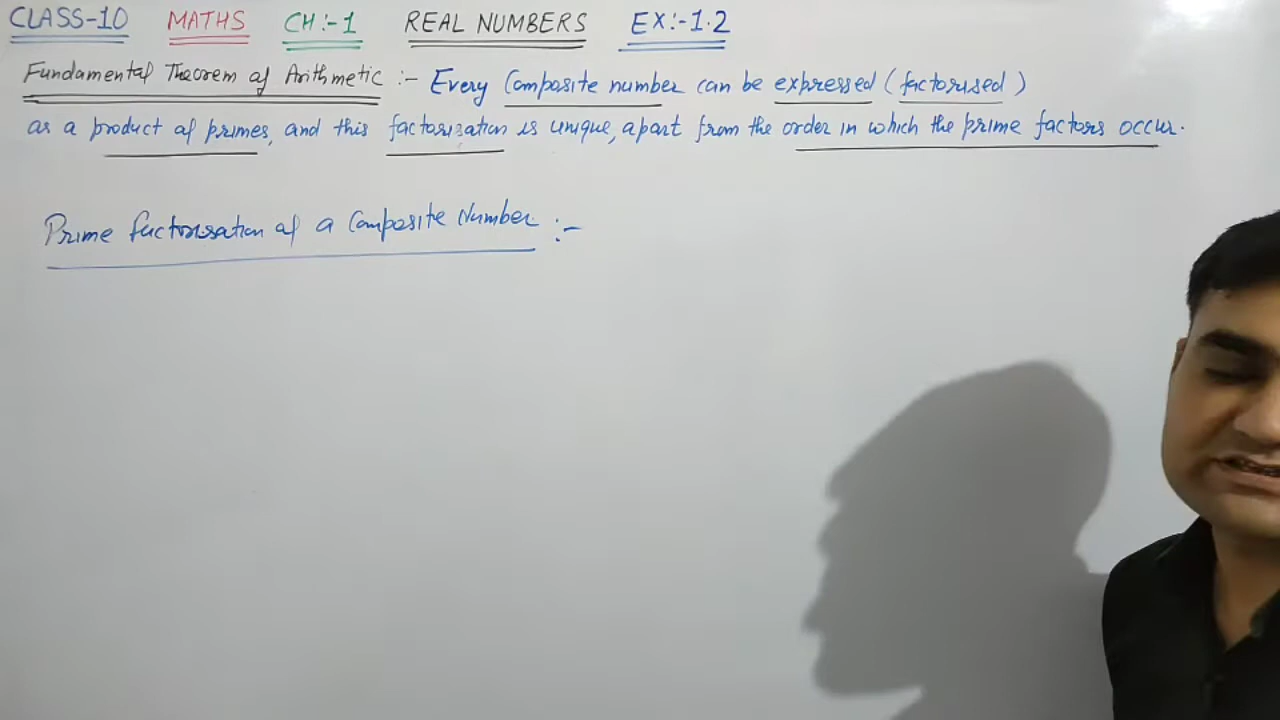 CLASS-10 MATHS CH:-1 REAL NUMBERS EX:-1.2
Fundamental Theorem of Arithmetic :- Every Composite number can be expressed (factorised)
as a product of primes, and this factorisation is unique, apart from the order in which the prime factors occur.
Prime factorisation of a Composite Number :-